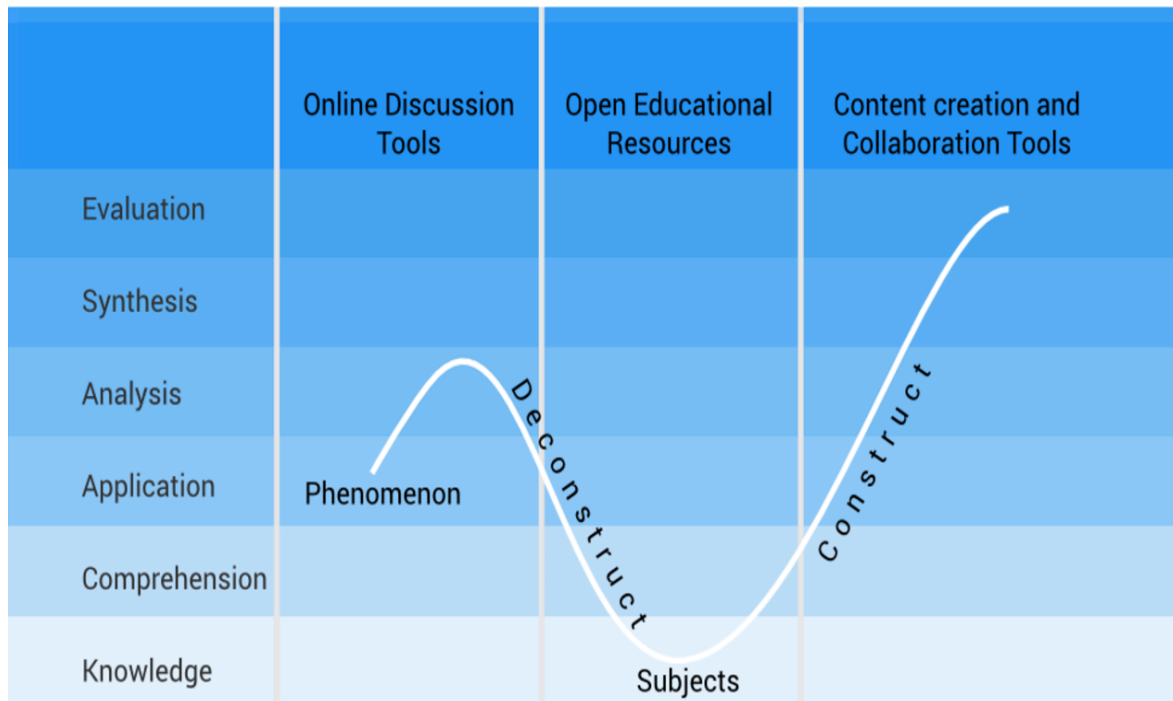 Online Discussion
Tools
Open Educational
Resources
Content creation and
Collaboration Tools
Evaluation
Synthesis
Analysis
Application
Comprehension
Knowledge
Phenomenon
Deconstruct
Subjects
Construct